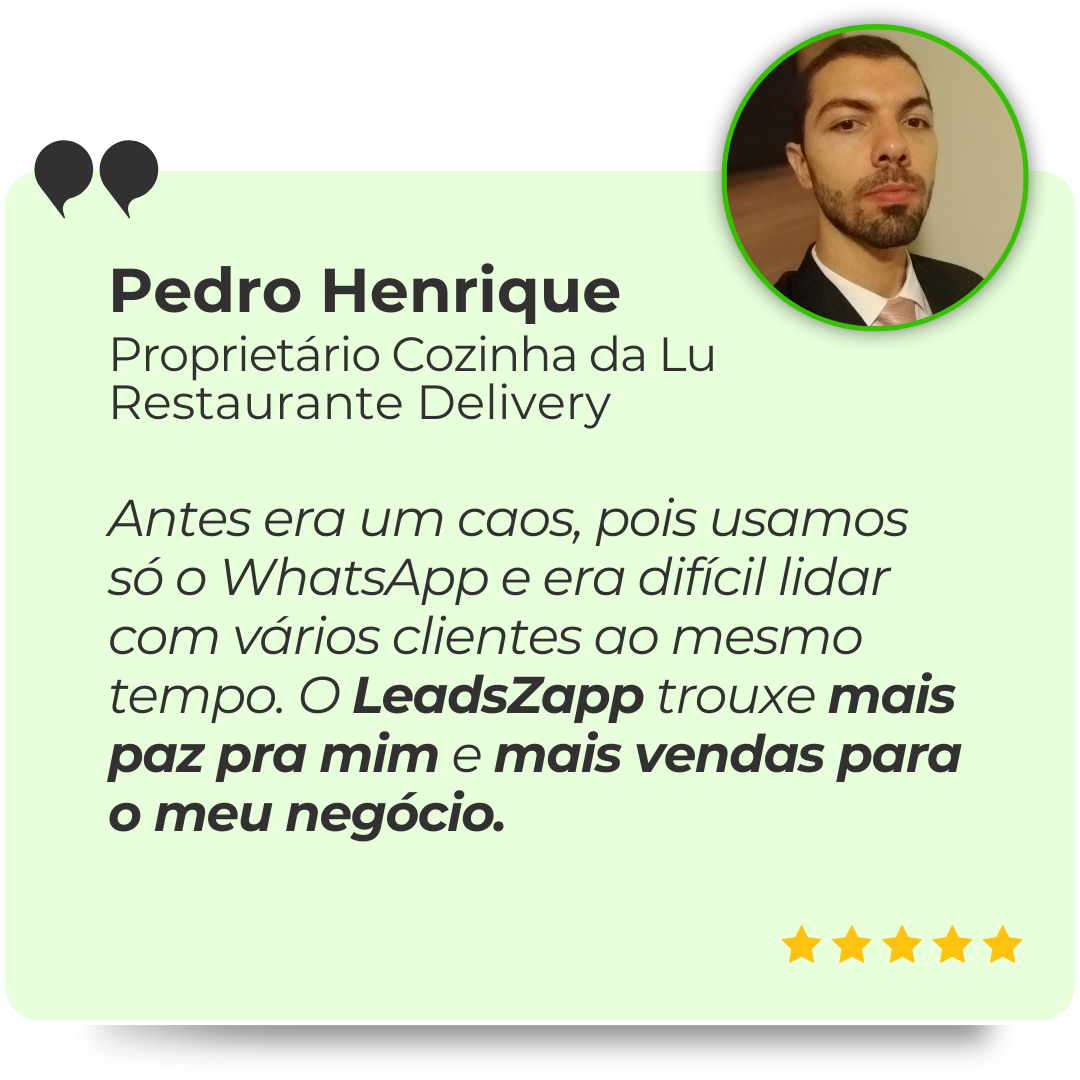 Pedro Henrique
Proprietário Cozinha da Lu
Restaurante Delivery
Antes era um caos, pois usamos
só o WhatsApp e era difícil lidar
com vários clientes ao mesmo
tempo. O LeadsZapp trouxe mais
paz pra mim e mais vendas para
o meu negócio.